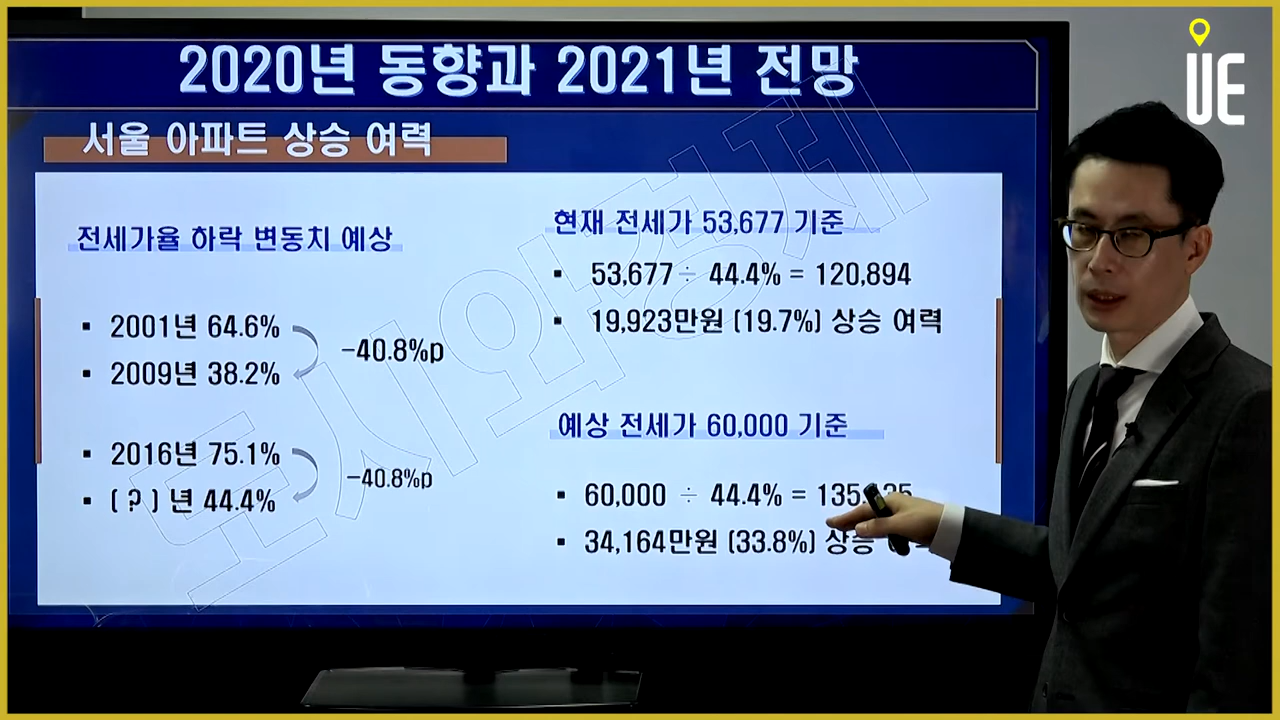 UE
2020년 동향과 2021년 전망
서울 아파트 상승 여력
전세가율 하락 변동치 예상
▪ 2001년 64.6%
▪ 2009년 38.2%
−40.8%p
▪ 2016년 75.1%
▪ ( ? ) 년 44.4%
−40.8%p
현재 전세가 53,677 기준
▪ 53,677 ÷ 44.4% = 120,894
▪ 19,923만원 (19.7%) 상승 여력
예상 전세가 60,000 기준
▪ 60,000 ÷ 44.4% =
▪ 34,164만원 (33.8%) 상승
도시와경제